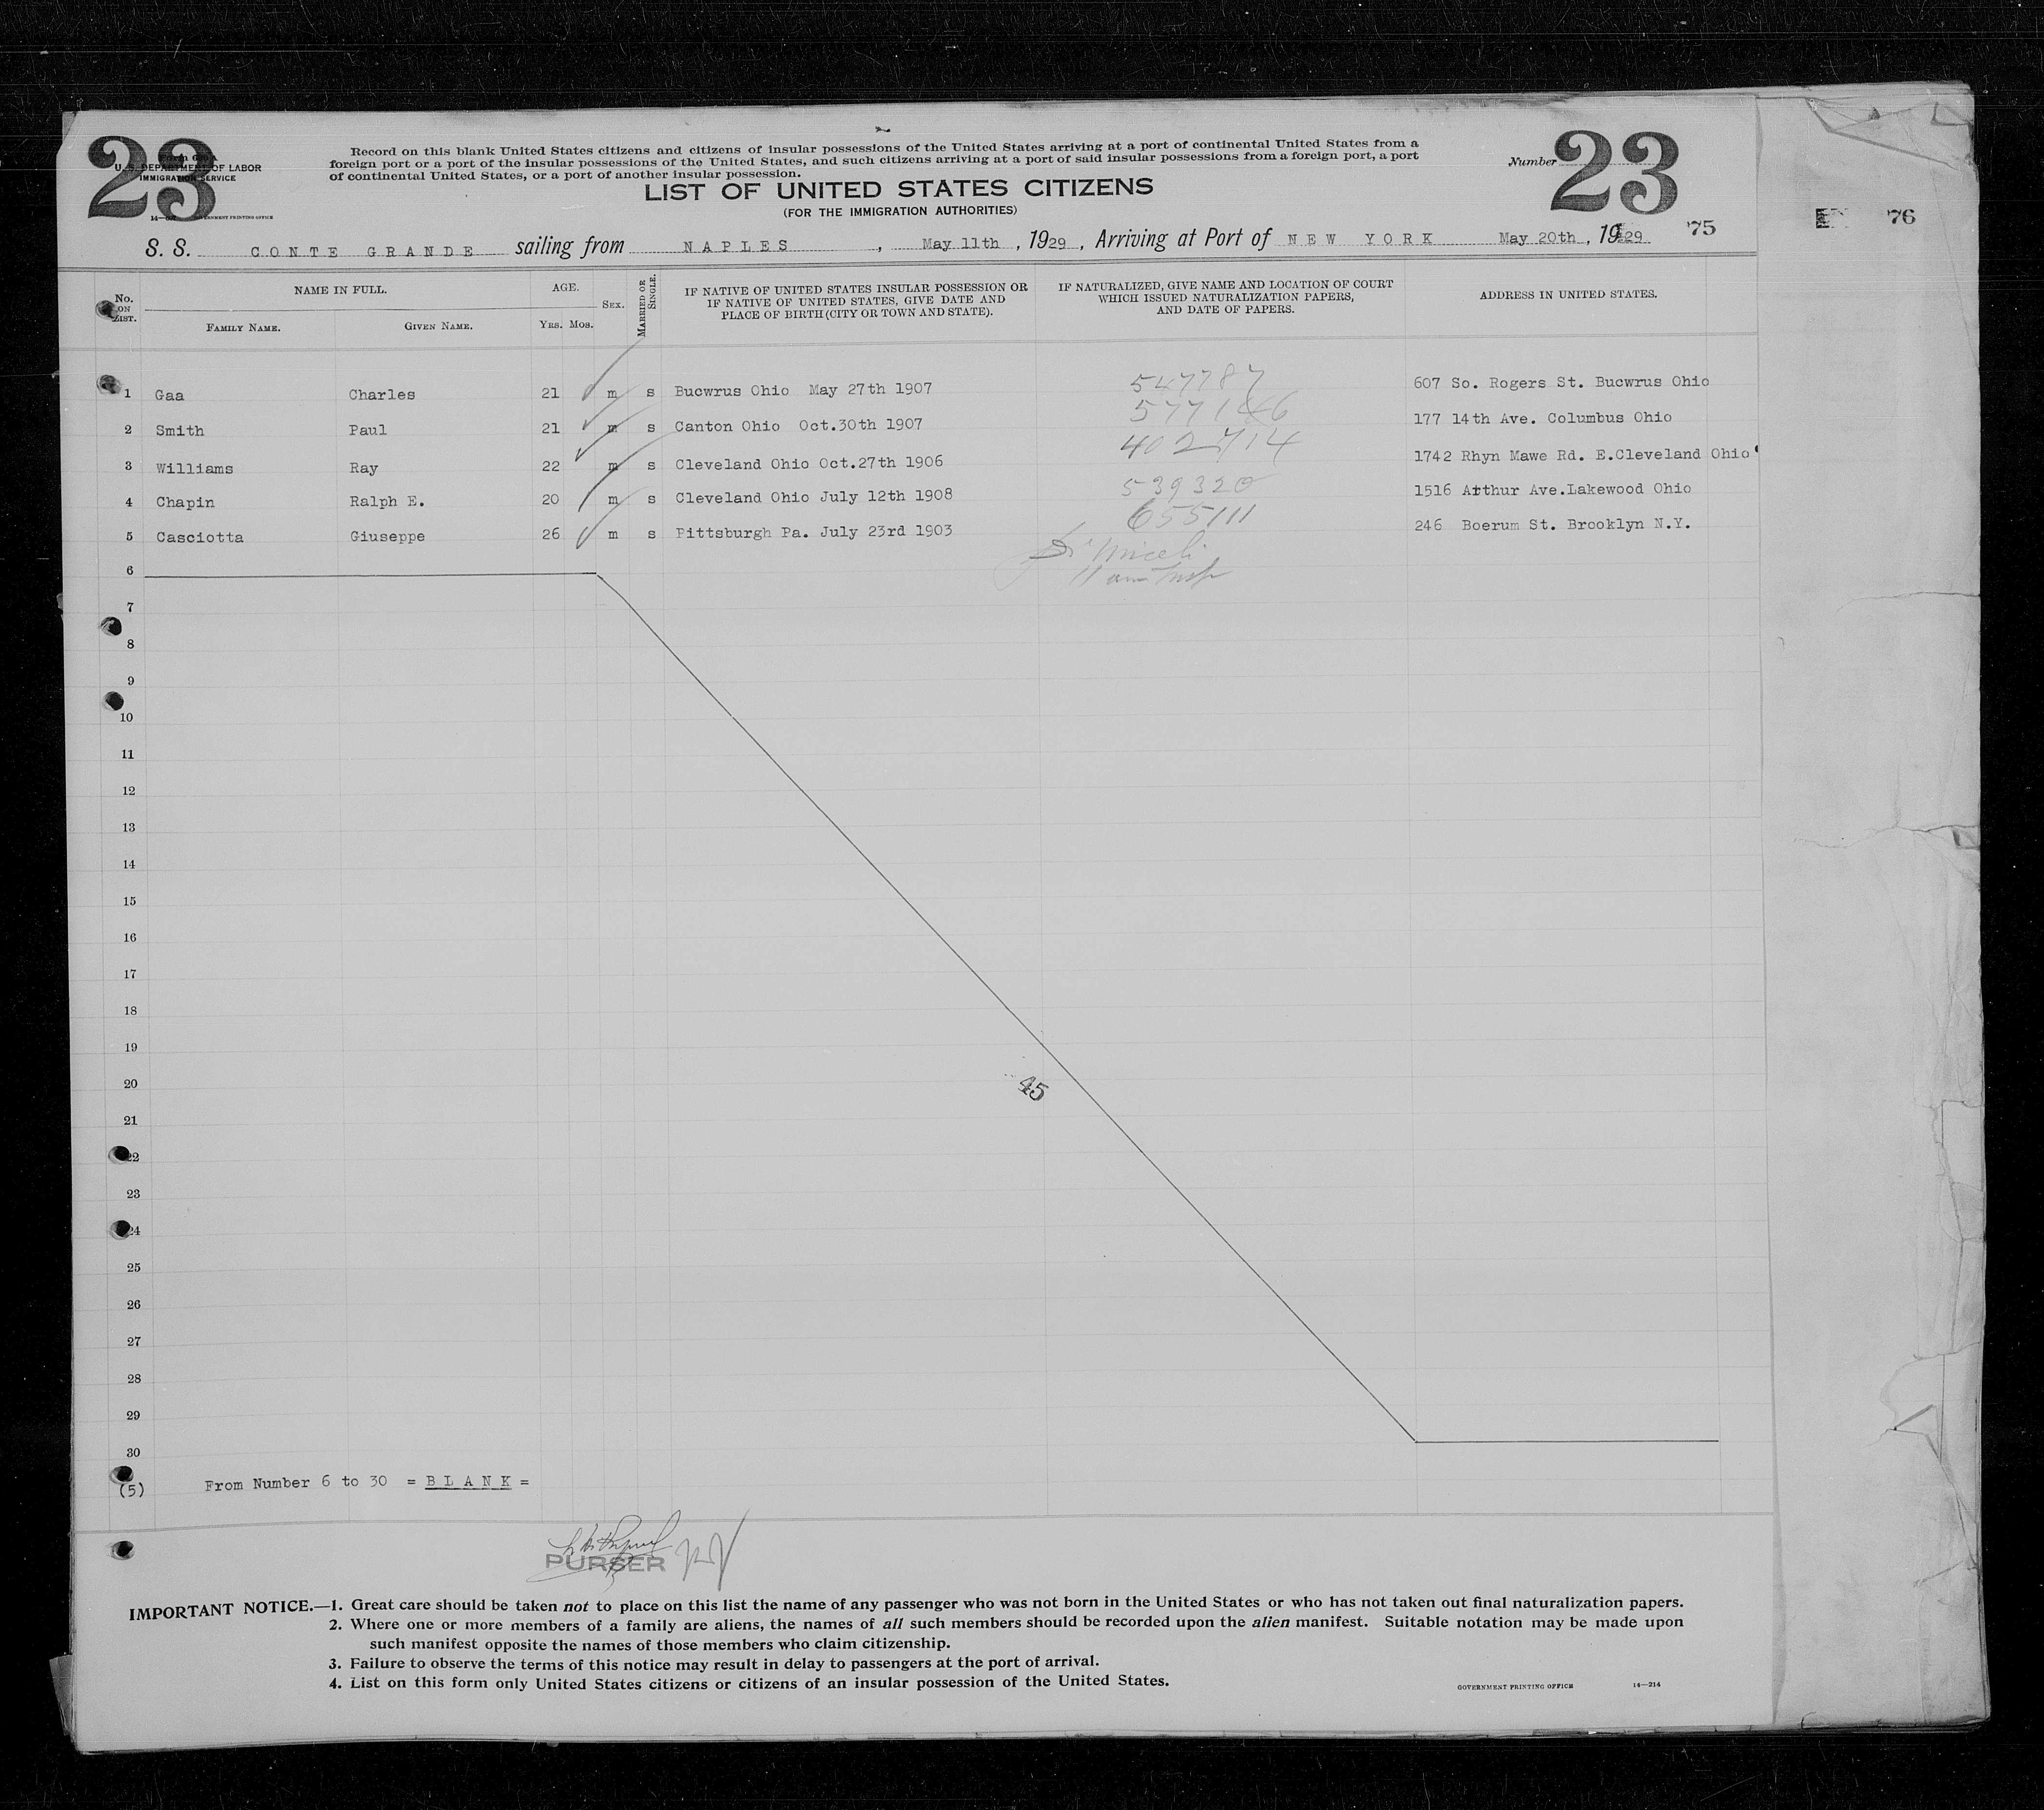 23
U. S. DEPARTMENT OF LABOR
IMMIGRATION SERVICE
GOVERNMENT PRINTING OFFICE
Record on this blank United States citizens and citizens of insular possessions of the United States arriving at a port of continental United States from a
foreign port or a port of the insular possessions of the United States, and such citizens arriving at a port of said insular possessions from a foreign port, a port
of continental United States, or a port of another insular possession.
LIST OF UNITED STATES CITIZENS
(FOR THE IMMIGRATION AUTHORITIES)
Number 23
S. S. CONTE GRANDE sailing from NAPLES , May 11th , 1929 , Arriving at Port of NEW YORK May 20th , 1929 '75
'76
No. ON LIST.
NAME IN FULL.
FAMILY NAME.
GIVEN NAME.
AGE.
YRS. MOS.
SEX.
MARRIED OR SINGLE.
IF NATIVE OF UNITED STATES INSULAR POSSESSION OR
IF NATIVE OF UNITED STATES, GIVE DATE AND
PLACE OF BIRTH (CITY OR TOWN AND STATE).
IF NATURALIZED, GIVE NAME AND LOCATION OF COURT
WHICH ISSUED NATURALIZATION PAPERS,
AND DATE OF PAPERS.
ADDRESS IN UNITED STATES.
1 Gaa Charles 21 m s Bucwrus Ohio May 27th 1907 547787 607 So. Rogers St. Bucwrus Ohio
2 Smith Paul 21 m s Canton Ohio Oct.30th 1907 177 14th Ave. Columbus Ohio
3 Williams Ray 22 m s Cleveland Ohio Oct.27th 1906 402714 1742 Rhyn Mawe Rd. E.Cleveland Ohio
4 Chapin Ralph E. 20 m s Cleveland Ohio July 12th 1908 539320 1516 Arthur Ave.Lakewood Ohio
5 Casciotta Giuseppe 26 m s Pittsburgh Pa. July 23rd 1903 655111 246 Boerum St. Brooklyn N.Y.
6
7
8
9
10
11
12
13
14
15
16
17
18
19
20
45
21
22
23
24
25
26
27
28
29
30
(5) From Number 6 to 30 = BLANK =
PURSER
IMPORTANT NOTICE.—1. Great care should be taken not to place on this list the name of any passenger who was not born in the United States or who has not taken out final naturalization papers.
2. Where one or more members of a family are aliens, the names of all such members should be recorded upon the alien manifest. Suitable notation may be made upon
such manifest opposite the names of those members who claim citizenship.
3. Failure to observe the terms of this notice may result in delay to passengers at the port of arrival.
4. List on this form only United States citizens or citizens of an insular possession of the United States.
GOVERNMENT PRINTING OFFICE 14—214